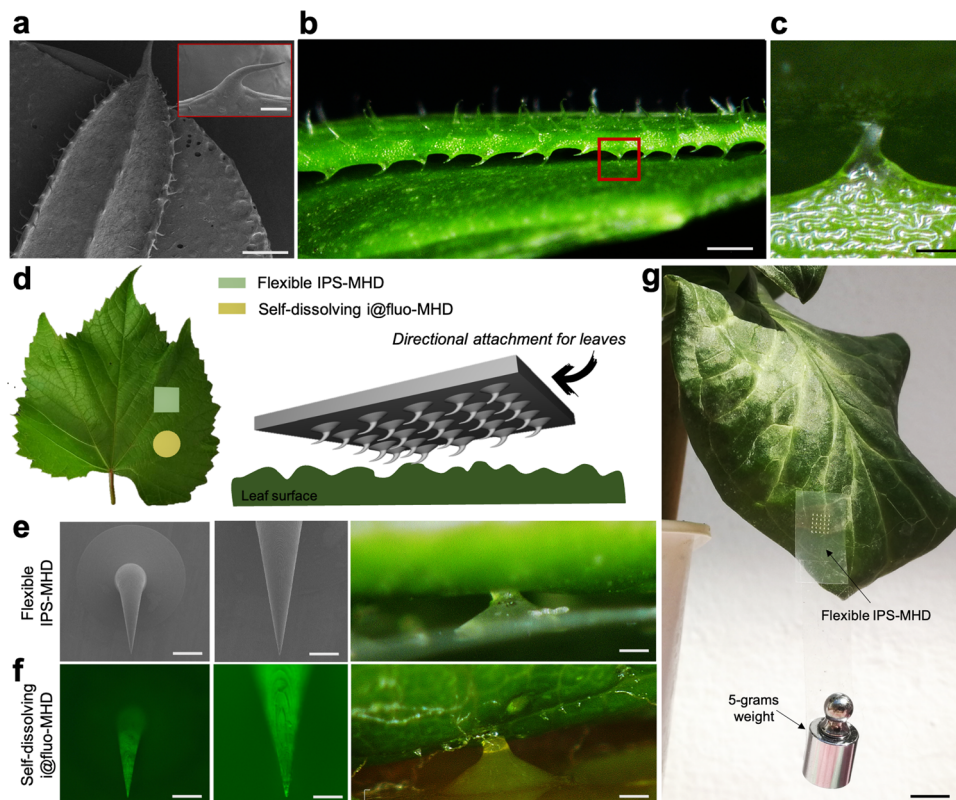 a
b
c
d
Flexible IPS-MHD
Self-dissolving i@fluo-MHD
Directional attachment for leaves
Leaf surface
e
Flexible
IPS-MHD
f
Self-dissolving
i@fluo-MHD
g
Flexible IPS-MHD
5-grams
weight